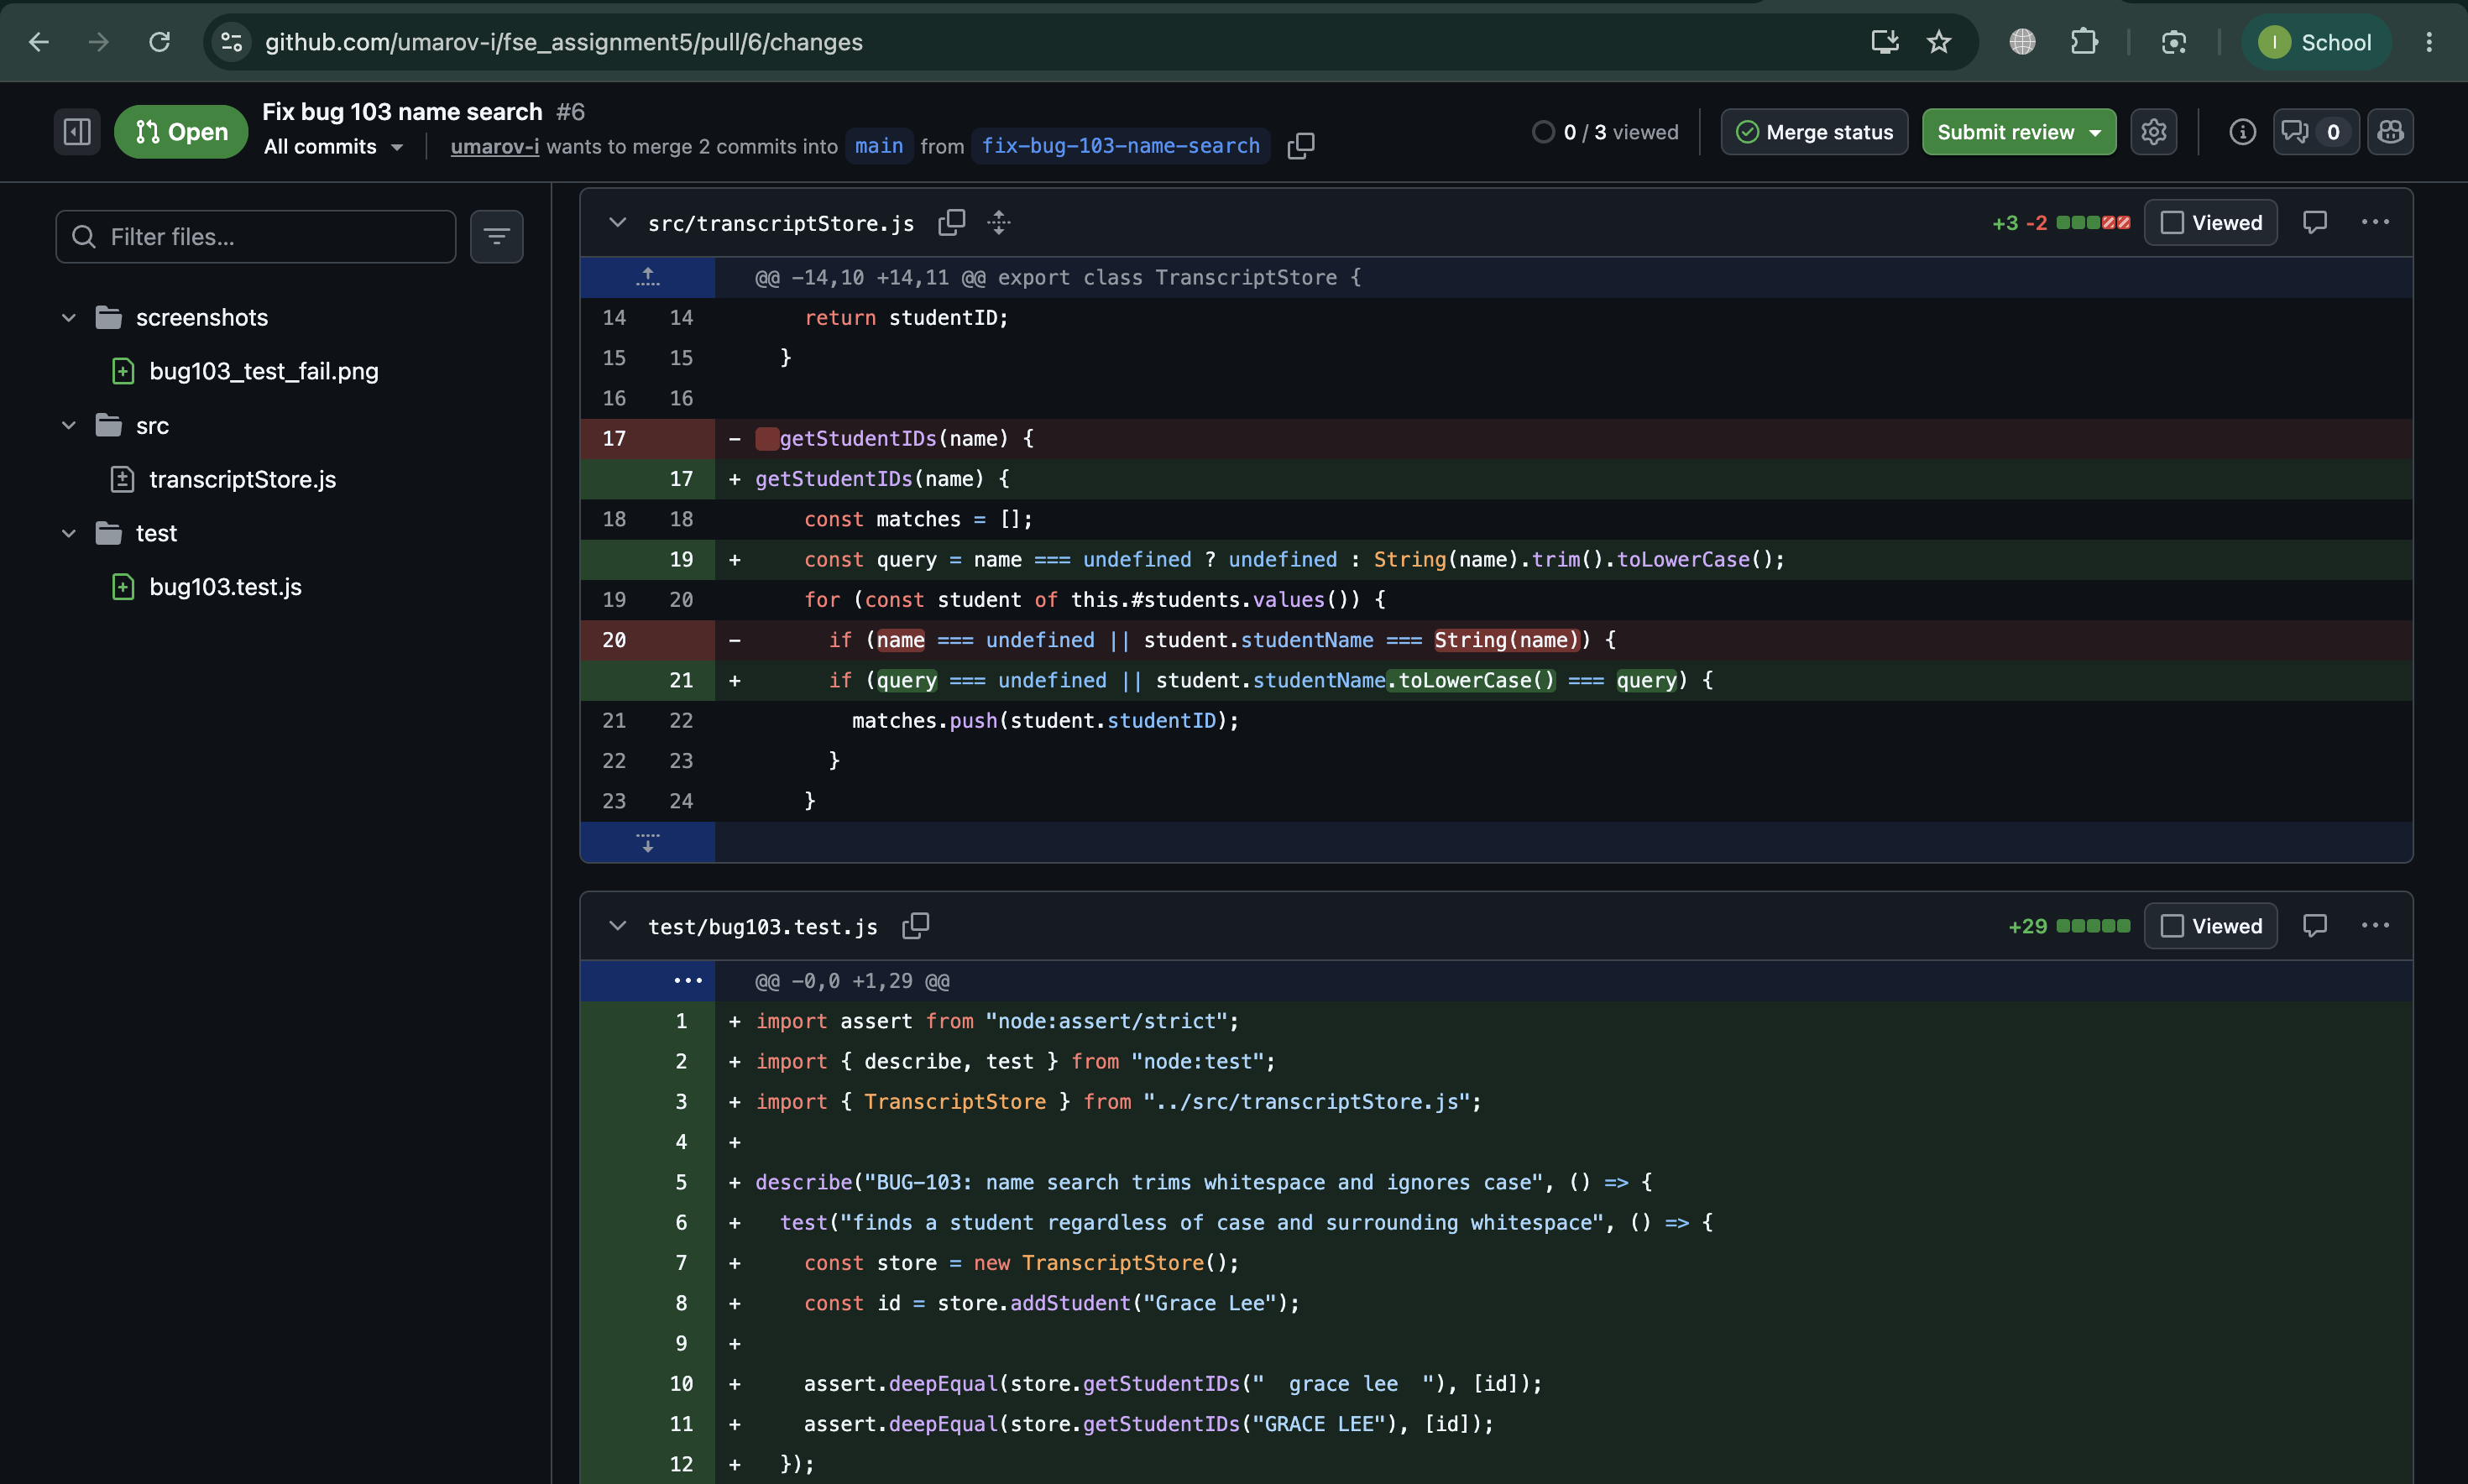 github.com/umarov-i/fse_assignment5/pull/6/changes
I School
Open
Fix bug 103 name search #6
All commits
umarov-i wants to merge 2 commits into main from fix-bug-103-name-search
0 / 3 viewed
Merge status
Submit review
0
Filter files...
screenshots
bug103_test_fail.png
src
transcriptStore.js
test
bug103.test.js
src/transcriptStore.js
+3 -2
Viewed
@@ -14,10 +14,11 @@ export class TranscriptStore {
14 14 return studentID;
15 15 }
16 16
17 - getStudentIDs(name) {
17 + getStudentIDs(name) {
18 18 const matches = [];
19 + const query = name === undefined ? undefined : String(name).trim().toLowerCase();
19 20 for (const student of this.#students.values()) {
20 - if (name === undefined || student.studentName === String(name)) {
21 + if (query === undefined || student.studentName.toLowerCase() === query) {
21 22 matches.push(student.studentID);
22 23 }
23 24 }
test/bug103.test.js
+29
Viewed
@@ -0,0 +1,29 @@
1 + import assert from "node:assert/strict";
2 + import { describe, test } from "node:test";
3 + import { TranscriptStore } from "../src/transcriptStore.js";
4 +
5 + describe("BUG-103: name search trims whitespace and ignores case", () => {
6 + test("finds a student regardless of case and surrounding whitespace", () => {
7 + const store = new TranscriptStore();
8 + const id = store.addStudent("Grace Lee");
9 +
10 + assert.deepEqual(store.getStudentIDs("  grace lee  "), [id]);
11 + assert.deepEqual(store.getStudentIDs("GRACE LEE"), [id]);
12 + });